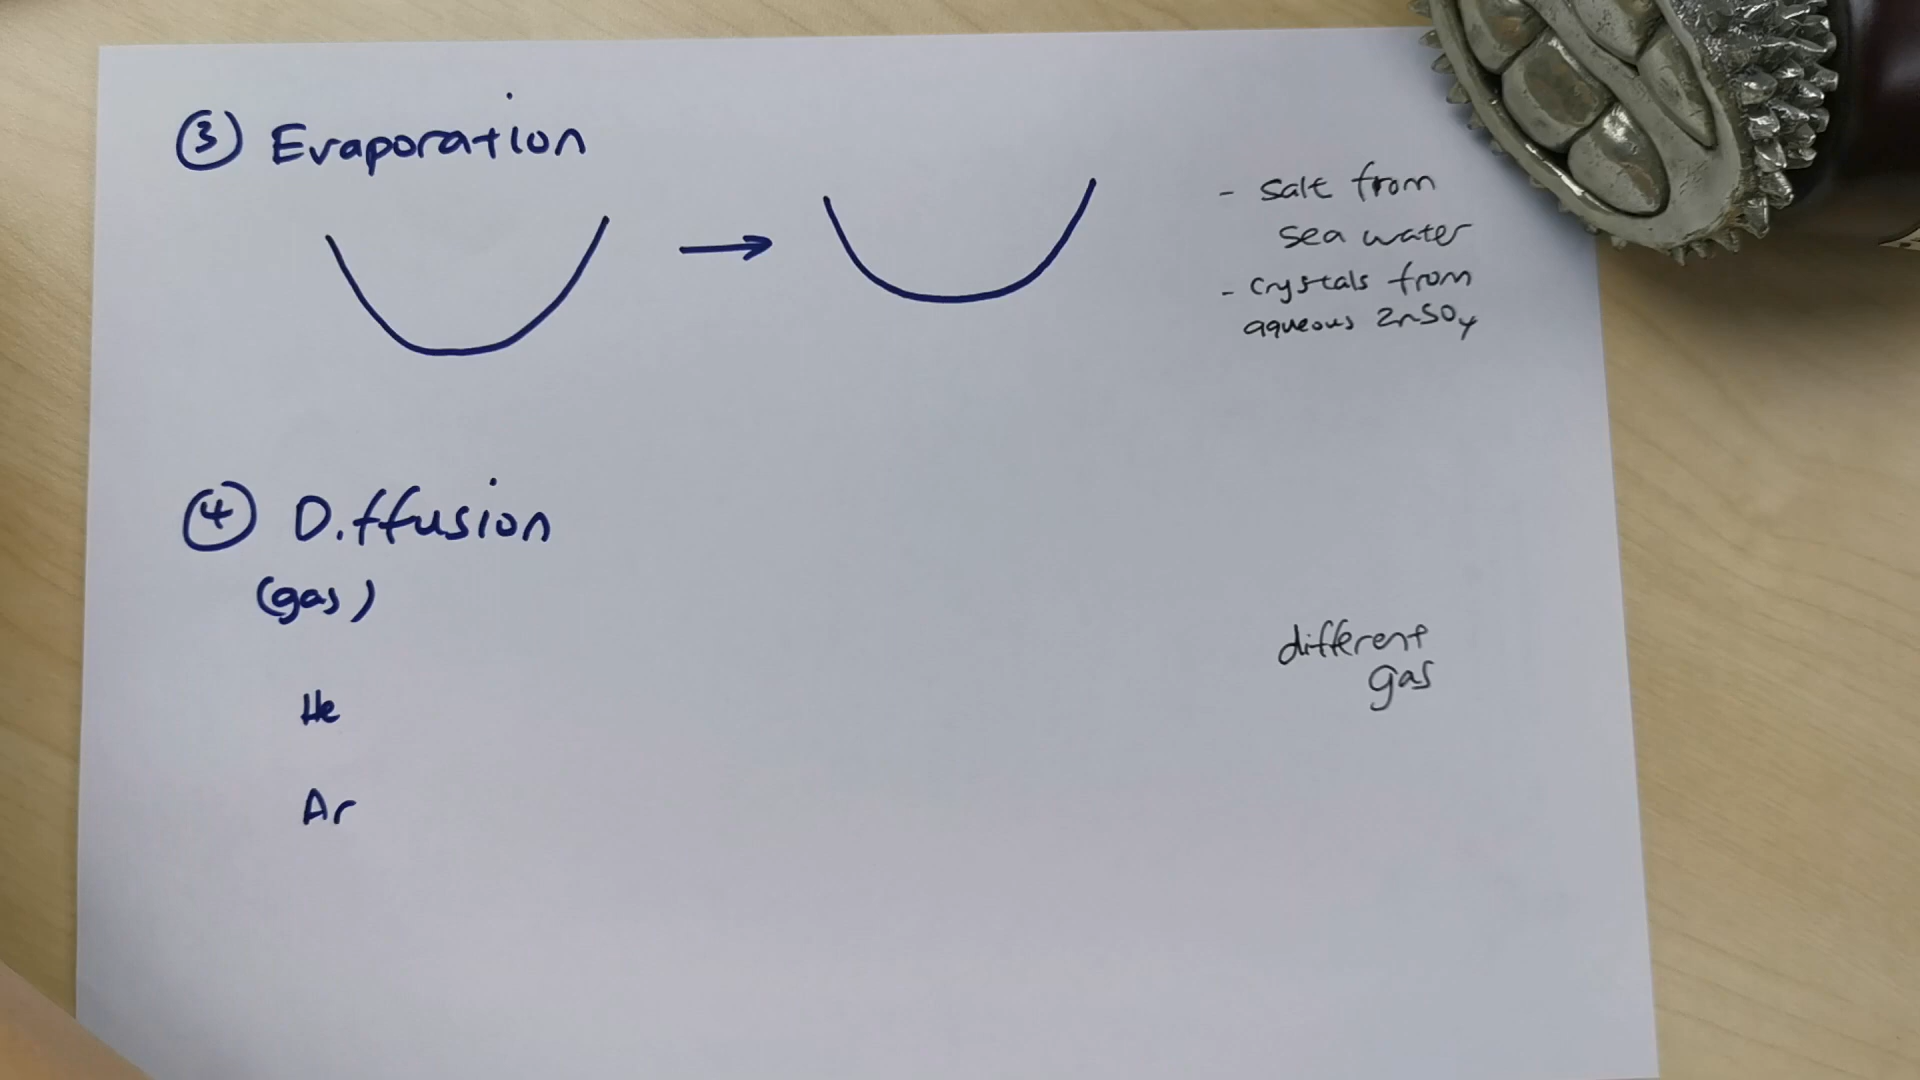 ③ Evaporation
- salt from
sea water
- crystals from
aqueous ZnSO4
④ Diffusion
(gas)
different
gas
He
Ar